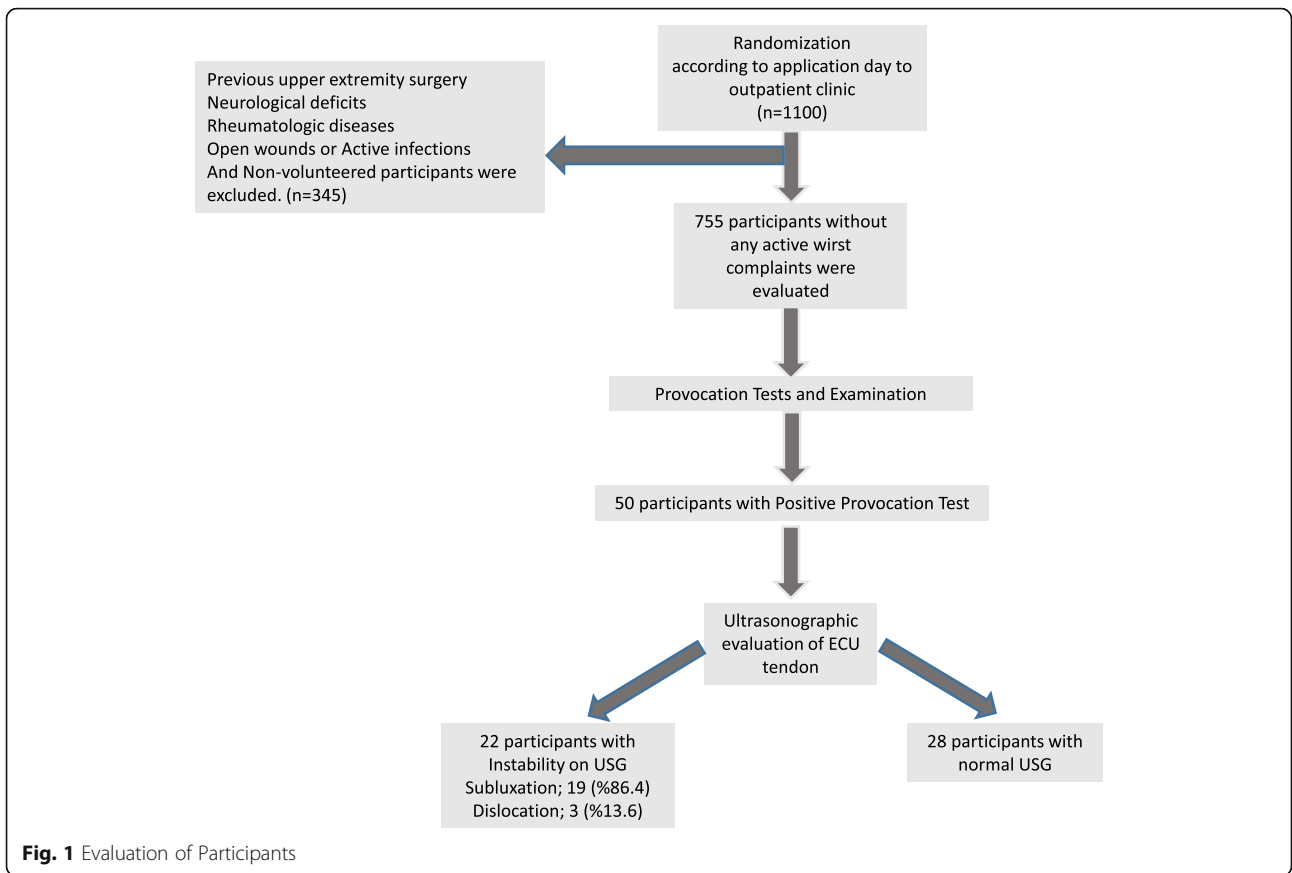 Randomization
according to application day to
outpatient clinic
(n=1100)
Previous upper extremity surgery
Neurological deficits
Rheumatologic diseases
Open wounds or Active infections
And Non-volunteered participants were
excluded. (n=345)
755 participants without
any active wirst
complaints were
evaluated
Provocation Tests and Examination
50 participants with Positive Provocation Test
Ultrasonographic
evaluation of ECU
tendon
22 participants with
Instability on USG
Subluxation; 19 (%86.4)
Dislocation; 3 (%13.6)
28 participants with
normal USG
Fig. 1 Evaluation of Participants